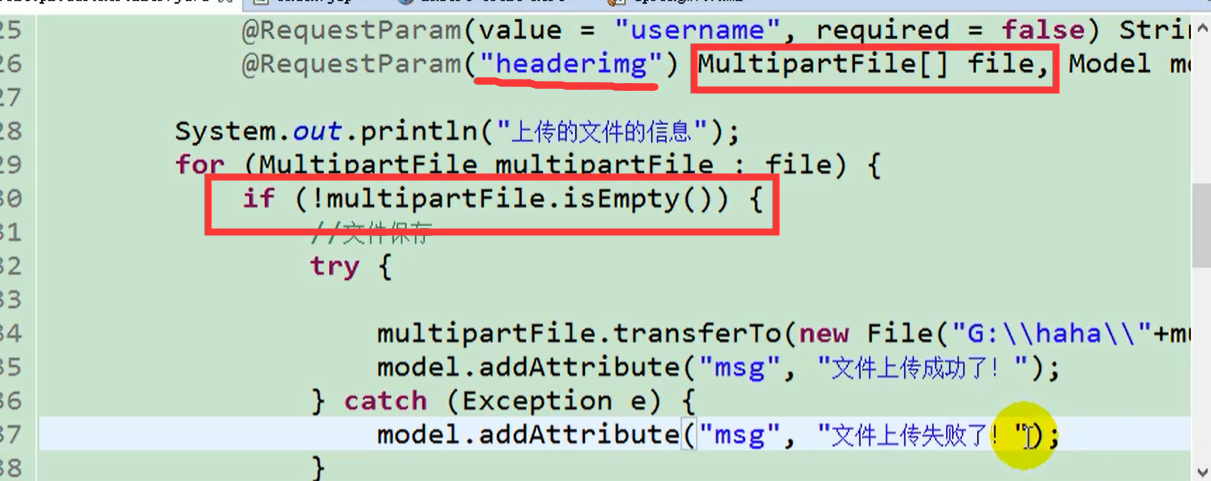 25 @RequestParam(value = "username", required = false) Stri
26 @RequestParam("headerimg") MultipartFile[] file, Model m
27
28 System.out.println("上传的文件的信息");
29 for (MultipartFile multipartFile : file) {
30 if (!multipartFile.isEmpty()) {
31 //文件保存
32 try {
33
34 multipartFile.transferTo(new File("G:\\haha\\"+mu
35 model.addAttribute("msg", "文件上传成功了！");
36 } catch (Exception e) {
37 model.addAttribute("msg", "文件上传失败了！");
38 }